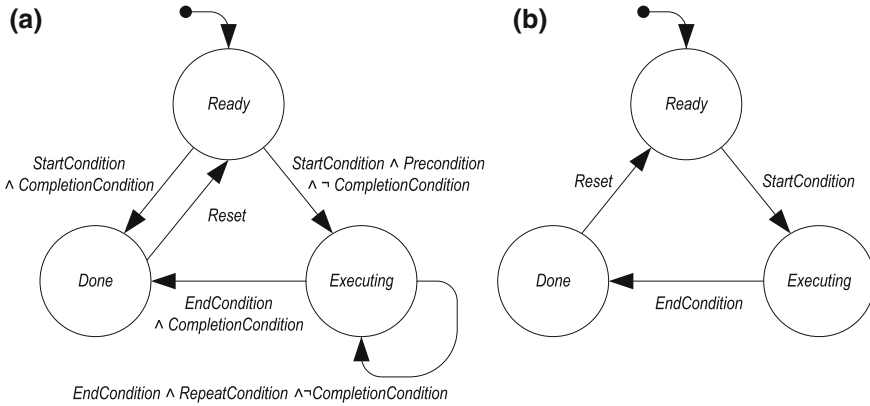 (a)
Ready
StartCondition
∧ CompletionCondition
StartCondition ∧ Precondition
∧ ¬ CompletionCondition
Reset
Done
Executing
EndCondition
∧ CompletionCondition
EndCondition ∧ RepeatCondition ∧¬CompletionCondition
(b)
Ready
Reset
StartCondition
Done
Executing
EndCondition